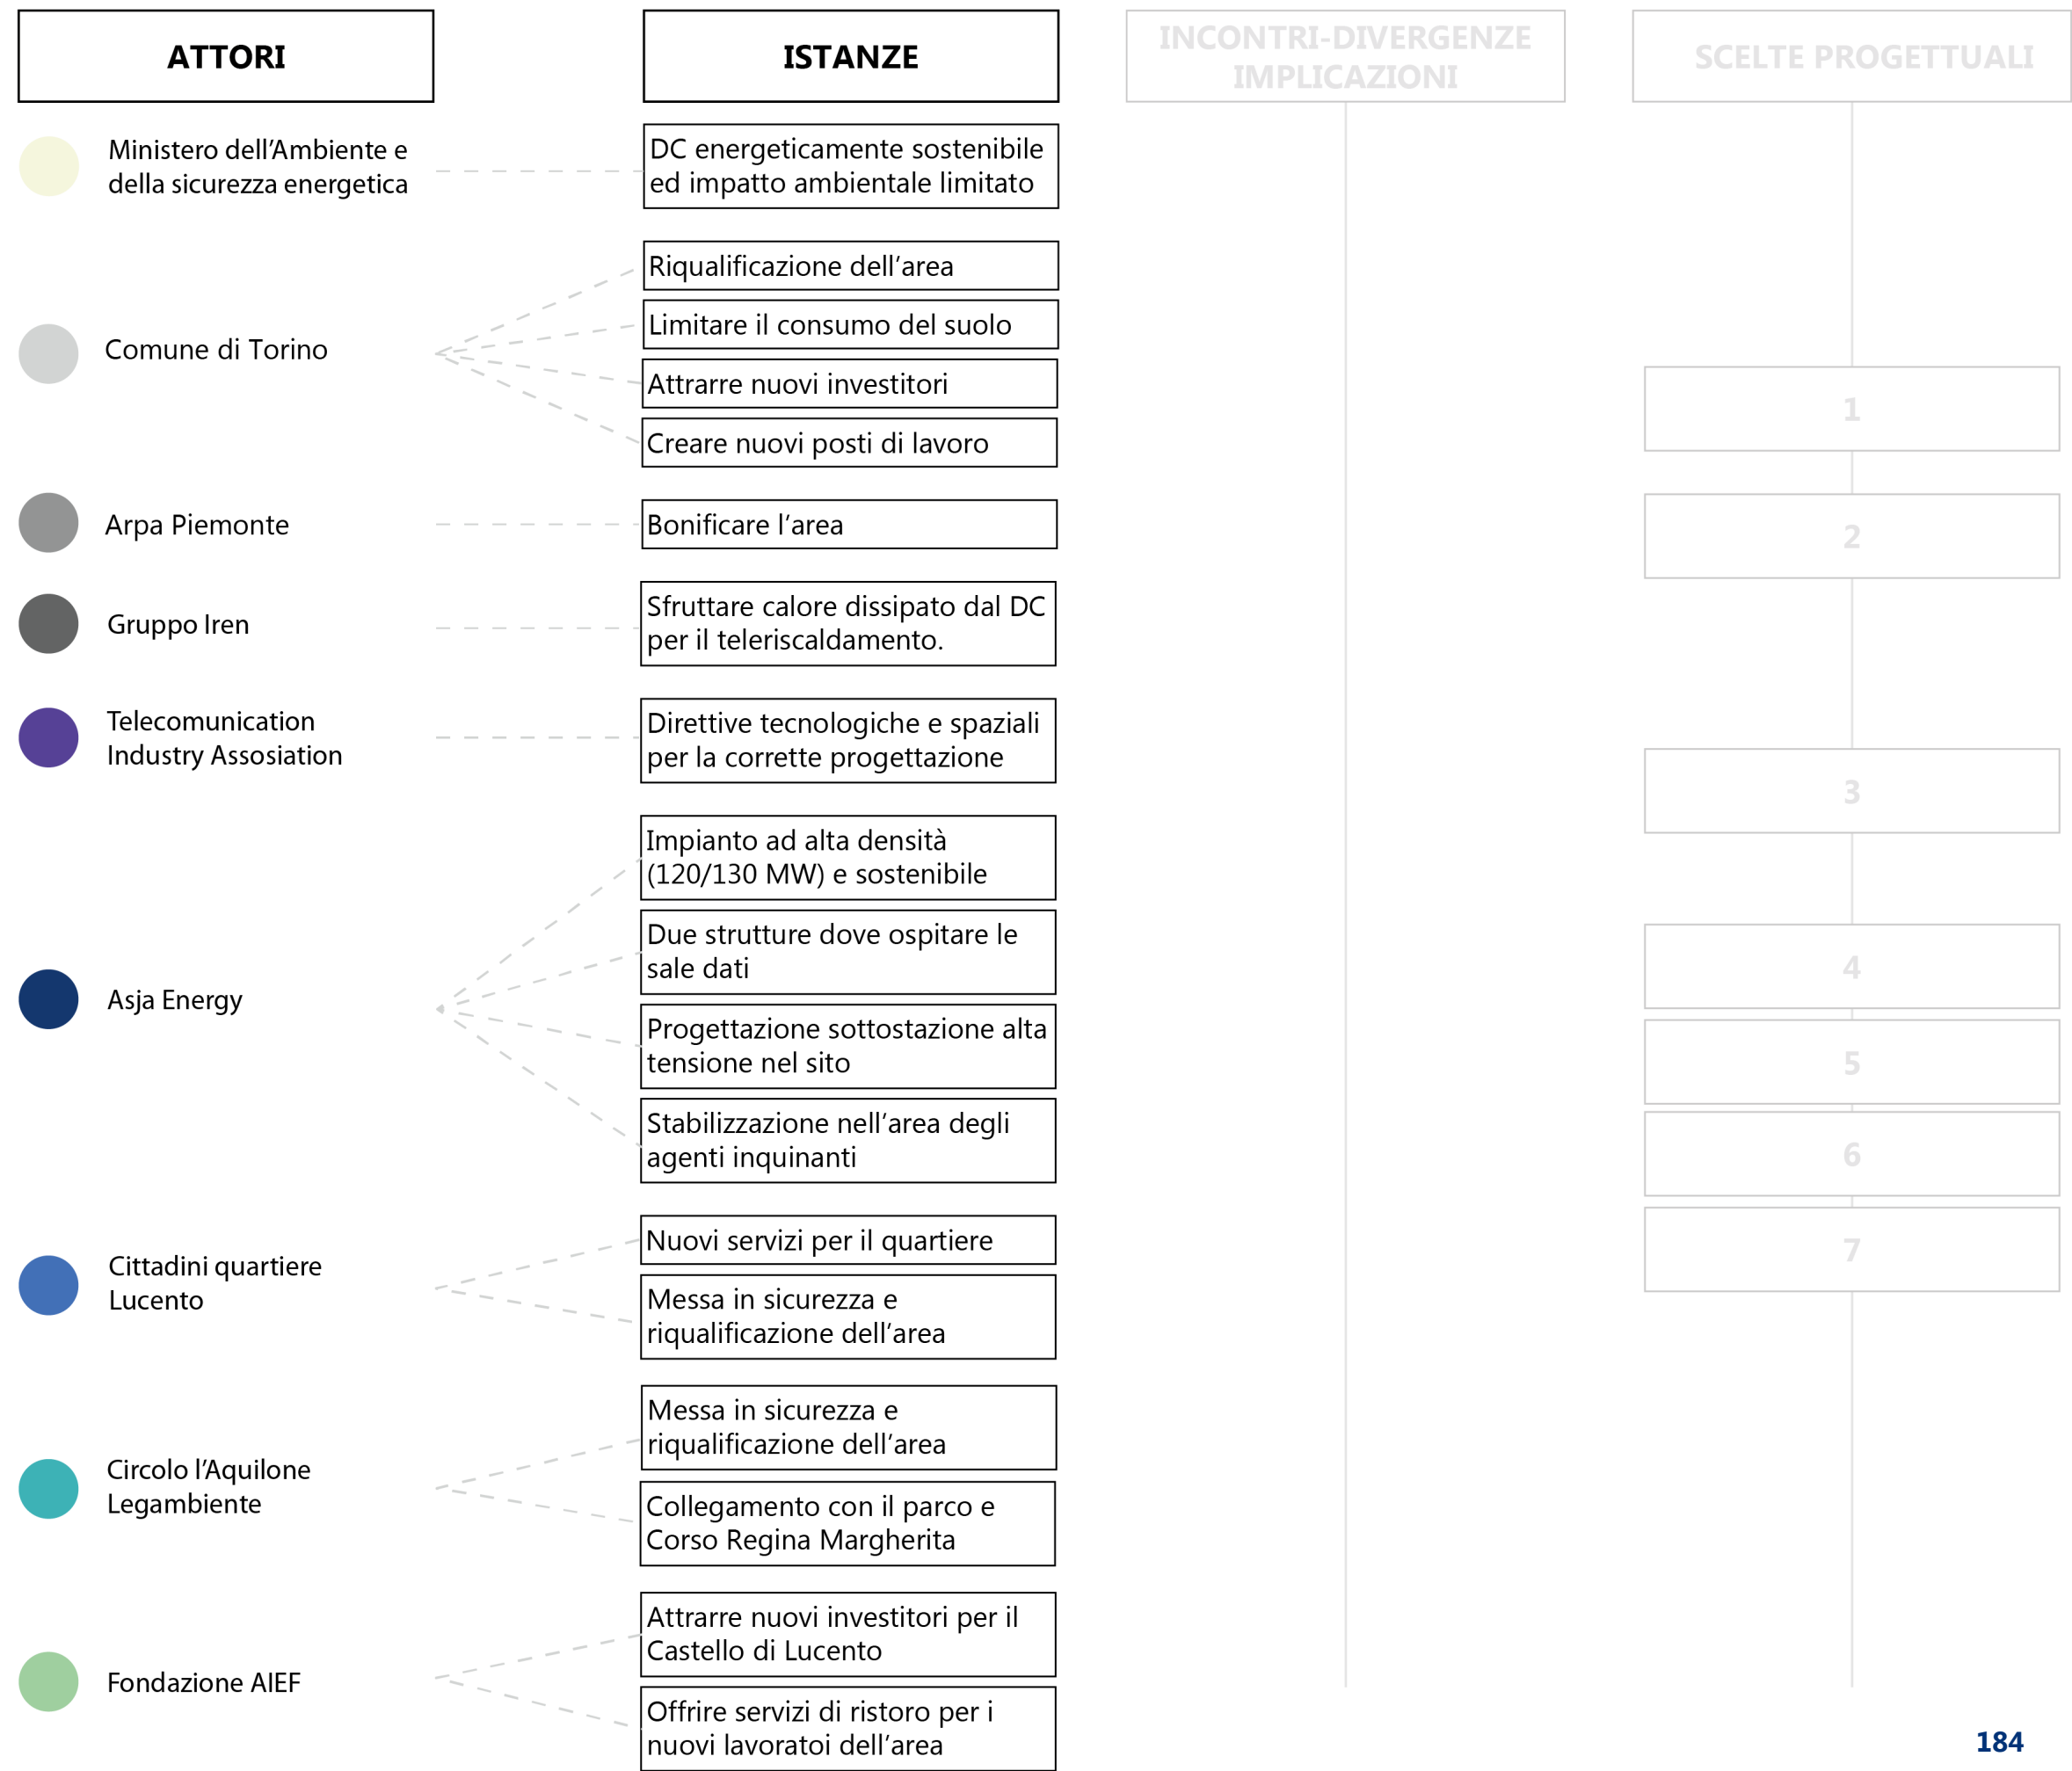 ATTORI
ISTANZE
INCONTRI-DIVERGENZE
IMPLICAZIONI
SCELTE PROGETTUALI
Ministero dell'Ambiente e
della sicurezza energetica
DC energeticamente sostenibile
ed impatto ambientale limitato
Comune di Torino
Riqualificazione dell'area
Limitare il consumo del suolo
Attrarre nuovi investitori
Creare nuovi posti di lavoro
1
Arpa Piemonte
Bonificare l'area
2
Gruppo Iren
Sfruttare calore dissipato dal DC
per il teleriscaldamento.
Telecomunication
Industry Assosiation
Direttive tecnologiche e spaziali
per la corrette progettazione
3
Asja Energy
Impianto ad alta densità
(120/130 MW) e sostenibile
Due strutture dove ospitare le
sale dati
Progettazione sottostazione alta
tensione nel sito
Stabilizzazione nell'area degli
agenti inquinanti
4
5
6
7
Cittadini quartiere
Lucento
Nuovi servizi per il quartiere
Messa in sicurezza e
riqualificazione dell'area
Circolo l'Aquilone
Legambiente
Messa in sicurezza e
riqualificazione dell'area
Collegamento con il parco e
Corso Regina Margherita
Fondazione AIEF
Attrarre nuovi investitori per il
Castello di Lucento
Offrire servizi di ristoro per i
nuovi lavoratoi dell'area
184